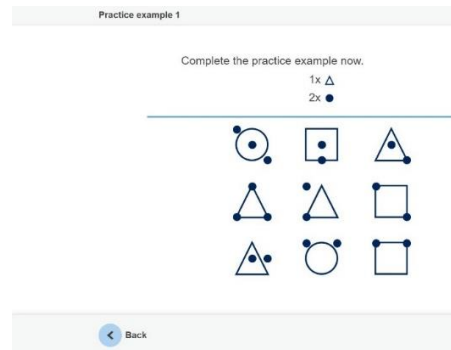 Practice example 1
Complete the practice example now.
1x
2x
Back